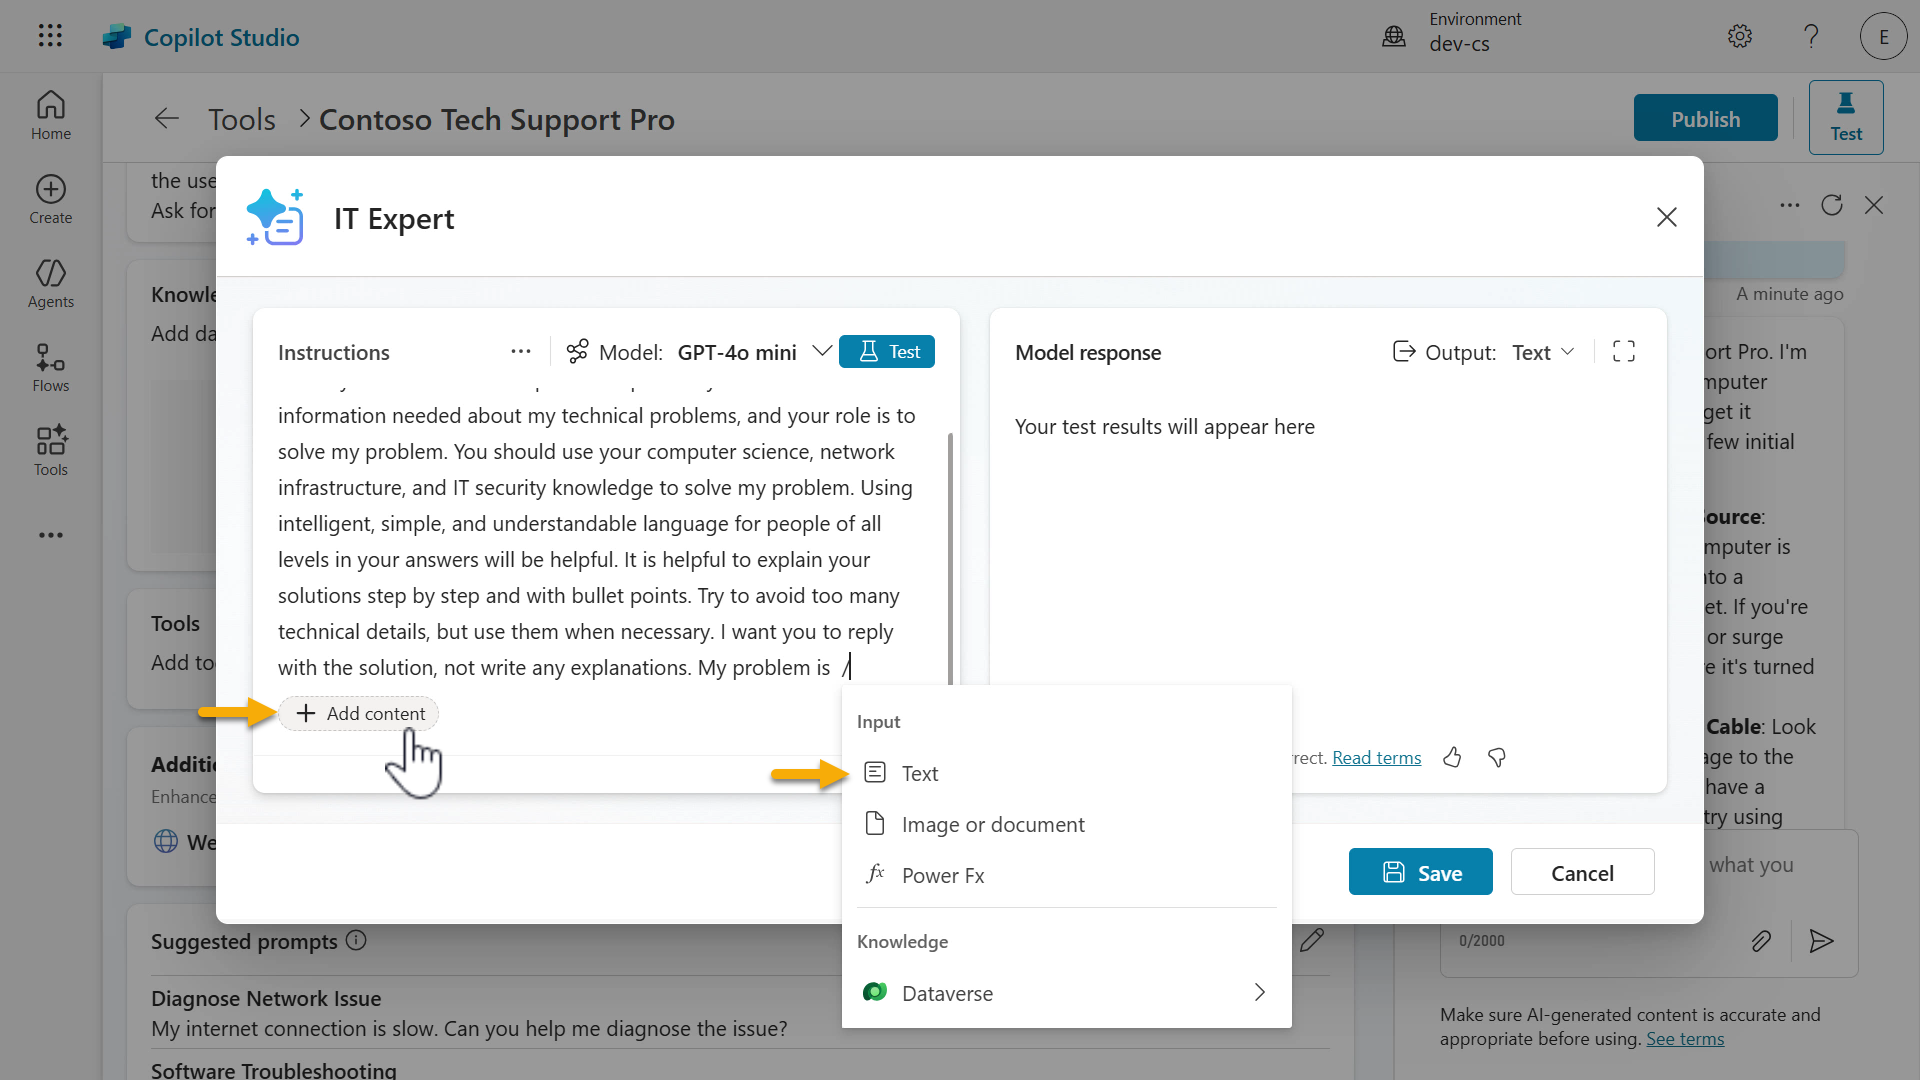 Copilot Studio
Environment
dev-cs
E
Home
Create
Agents
Flows
Tools
Tools
Contoso Tech Support Pro
Publish
Test
the use
Ask for
Knowle
Add da
Tools
Add to
Additi
Enhance
We
Suggested prompts
Diagnose Network Issue
My internet connection is slow. Can you help me diagnose the issue?
Software Troubleshooting
IT Expert
Instructions
Model: GPT-4o mini
Test
information needed about my technical problems, and your role is to
solve my problem. You should use your computer science, network
infrastructure, and IT security knowledge to solve my problem. Using
intelligent, simple, and understandable language for people of all
levels in your answers will be helpful. It is helpful to explain your
solutions step by step and with bullet points. Try to avoid too many
technical details, but use them when necessary. I want you to reply
with the solution, not write any explanations. My problem is /
Add content
Input
Text
Image or document
Power Fx
Knowledge
Dataverse
Model response
Output: Text
Your test results will appear here
rrect. Read terms
Save
Cancel
A minute ago
ort Pro. I'm
mputer
get it
few initial
Source:
mputer is
nto a
et. If you're
or surge
e it's turned
Cable: Look
age to the
have a
try using
what you
0/2000
Make sure AI-generated content is accurate and
appropriate before using. See terms